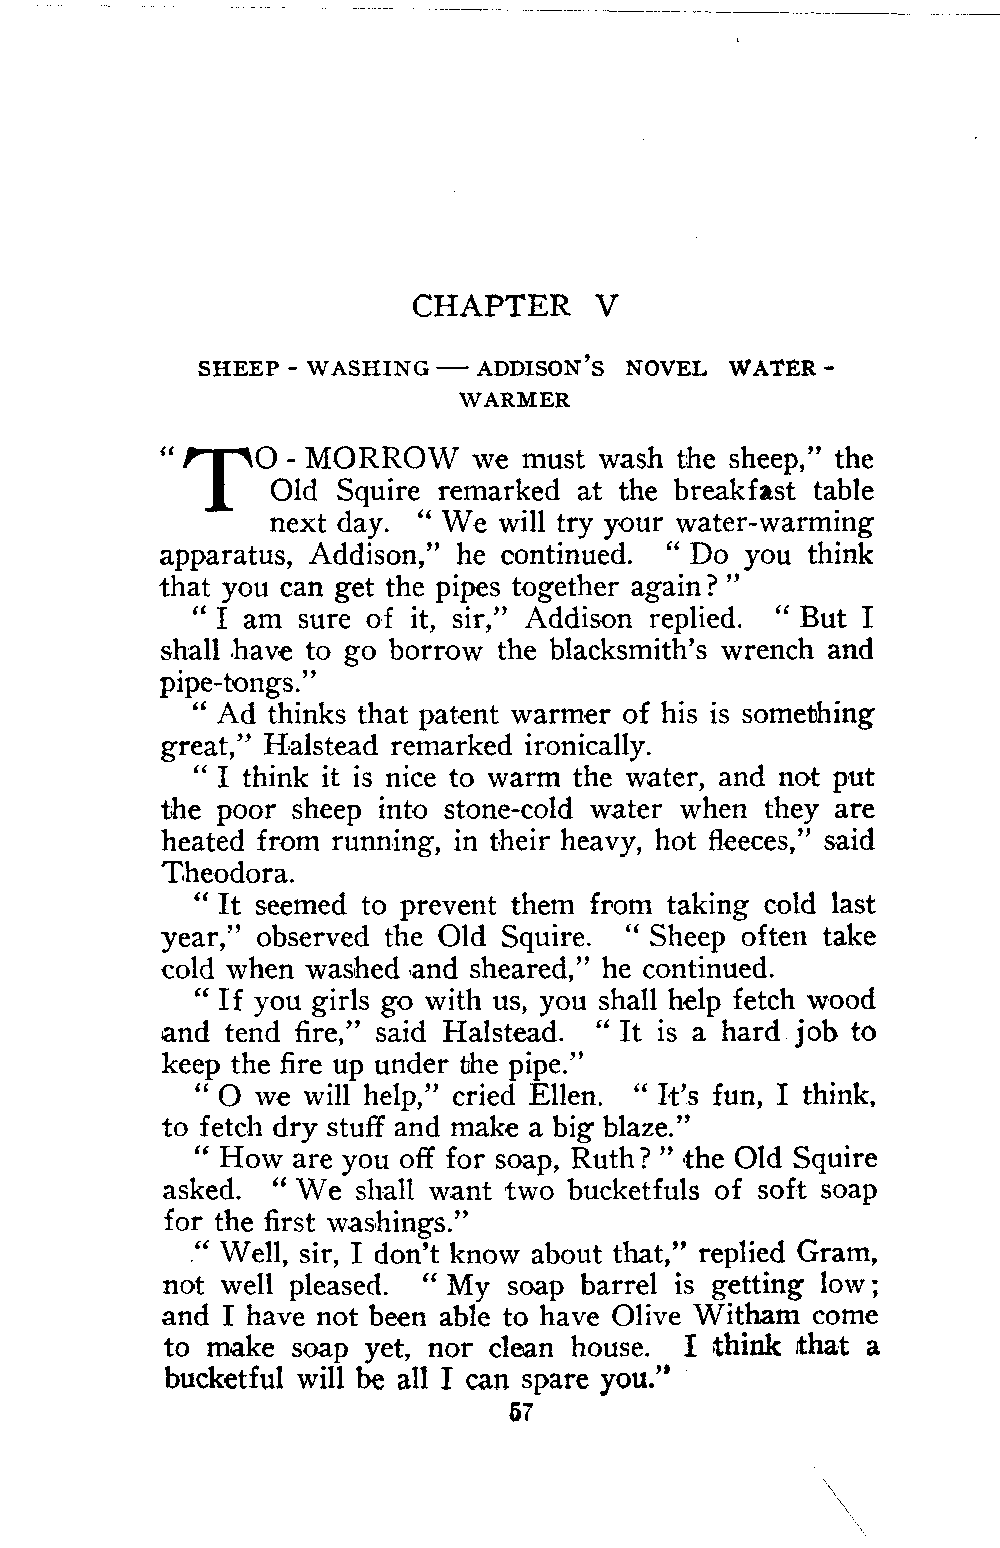 CHAPTER V
SHEEP - WASHING — ADDISON'S NOVEL WATER -
WARMER
" TO - MORROW we must wash the sheep," the
Old Squire remarked at the breakfast table
next day. " We will try your water-warming
apparatus, Addison," he continued. " Do you think
that you can get the pipes together again? "
" I am sure of it, sir," Addison replied. " But I
shall have to go borrow the blacksmith's wrench and
pipe-tongs."
" Ad thinks that patent warmer of his is something
great," Halstead remarked ironically.
" I think it is nice to warm the water, and not put
the poor sheep into stone-cold water when they are
heated from running, in their heavy, hot fleeces," said
Theodora.
" It seemed to prevent them from taking cold last
year," observed the Old Squire. " Sheep often take
cold when washed and sheared," he continued.
" If you girls go with us, you shall help fetch wood
and tend fire," said Halstead. " It is a hard job to
keep the fire up under the pipe."
" O we will help," cried Ellen. " It's fun, I think,
to fetch dry stuff and make a big blaze."
" How are you off for soap, Ruth? " the Old Squire
asked. " We shall want two bucketfuls of soft soap
for the first washings."
" Well, sir, I don't know about that," replied Gram,
not well pleased. " My soap barrel is getting low;
and I have not been able to have Olive Witham come
to make soap yet, nor clean house. I think that a
bucketful will be all I can spare you."
57